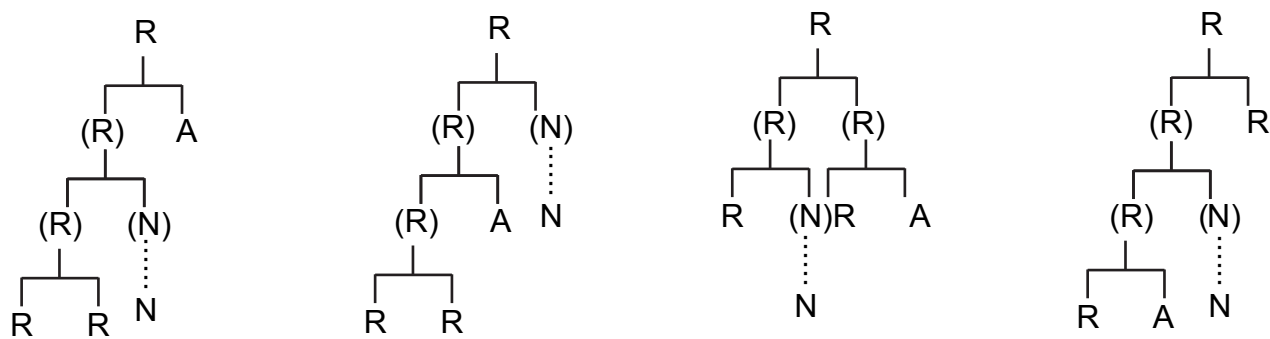 R R R R
(R) A (R) (N) (R) (R) (R) R
(R) (N) (R) A N R (N) R A (R) (N)
R R N R R N R A N